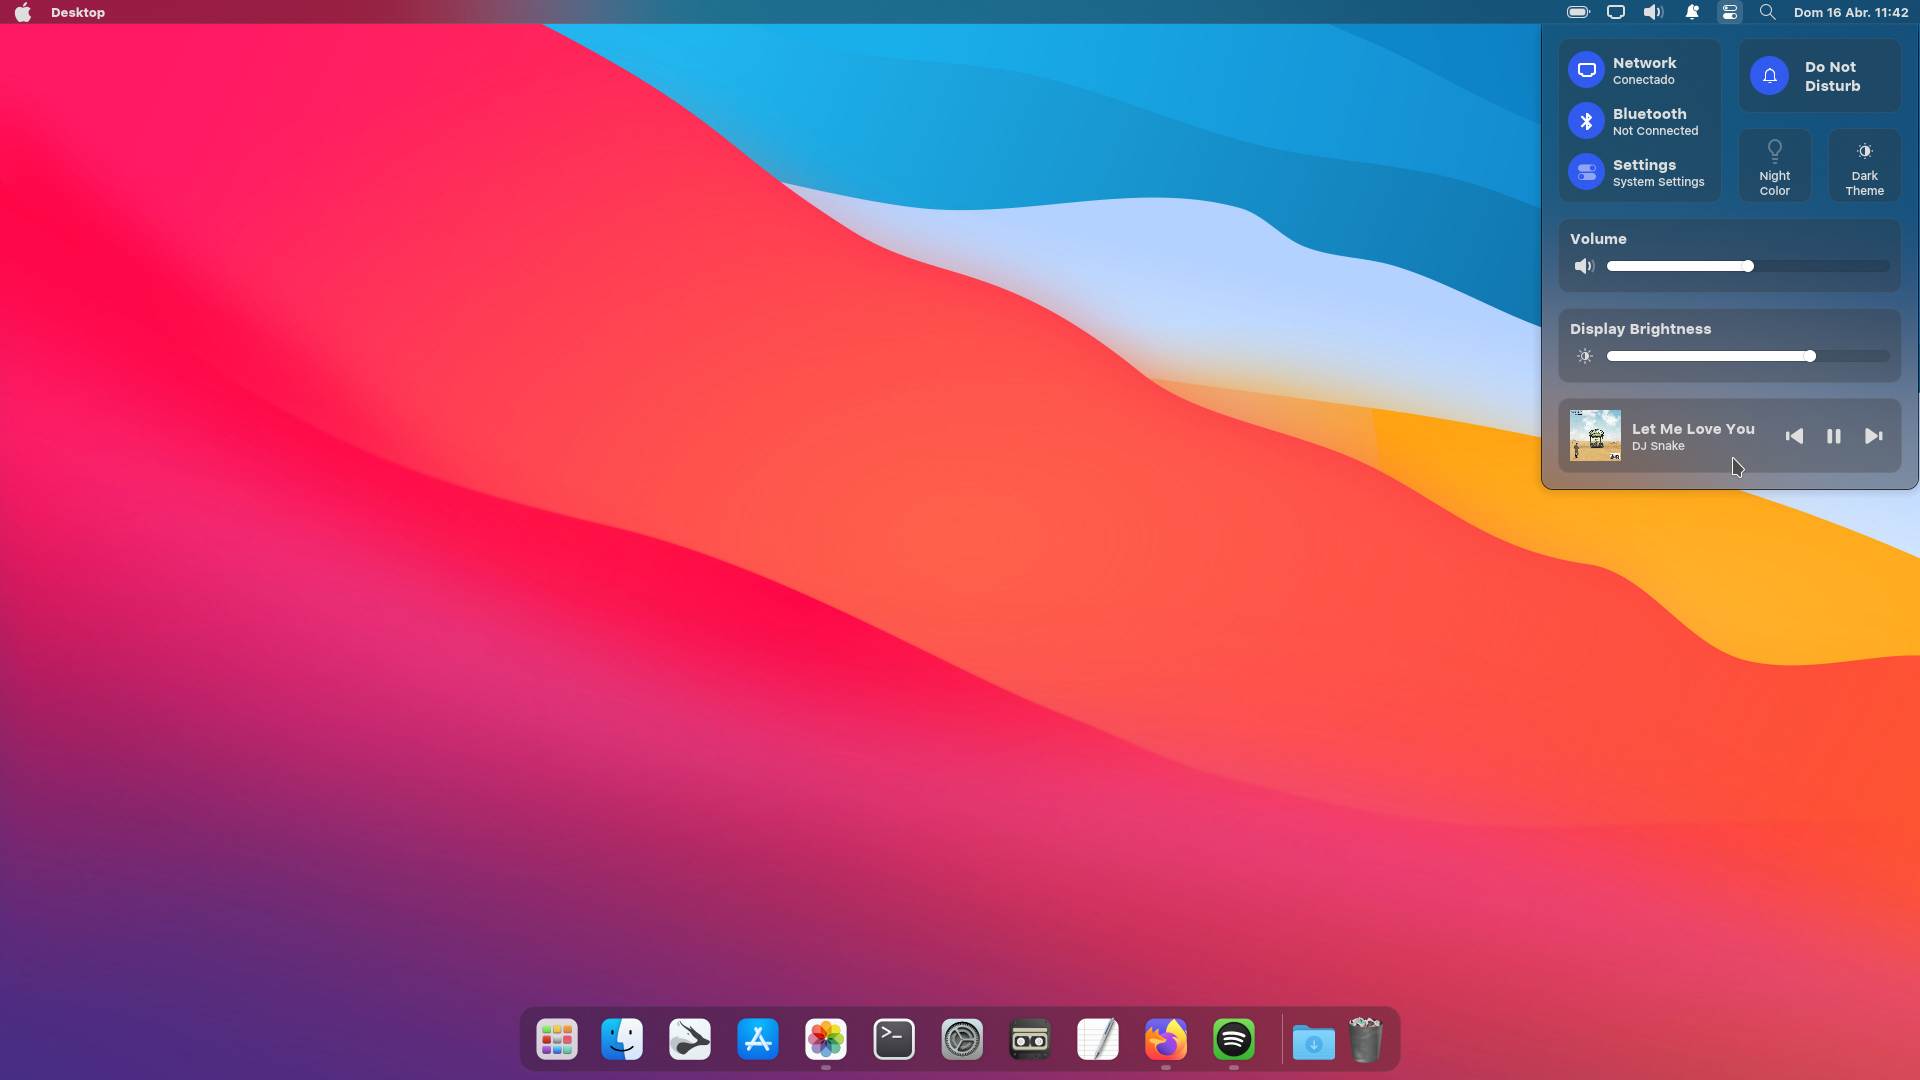 Desktop
Dom 16 Abr. 11:42
Network
Conectado
Do Not
Disturb
Bluetooth
Not Connected
Settings
System Settings
Night
Color
Dark
Theme
Volume
Display Brightness
Let Me Love You
DJ Snake